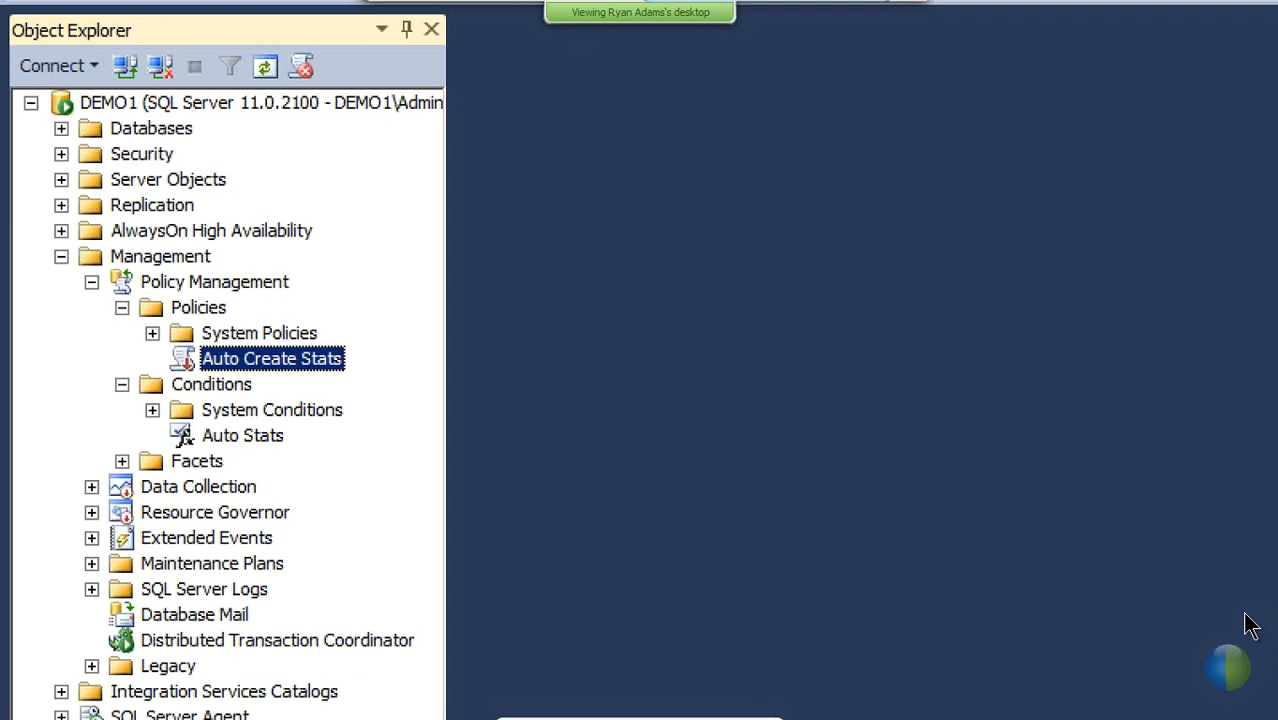 Viewing Ryan Adams's desktop
Object Explorer
Connect
DEMO1 (SQL Server 11.0.2100 - DEMO1\Admin
Databases
Security
Server Objects
Replication
AlwaysOn High Availability
Management
Policy Management
Policies
System Policies
Auto Create Stats
Conditions
System Conditions
Auto Stats
Facets
Data Collection
Resource Governor
Extended Events
Maintenance Plans
SQL Server Logs
Database Mail
Distributed Transaction Coordinator
Legacy
Integration Services Catalogs
SQL Server Agent